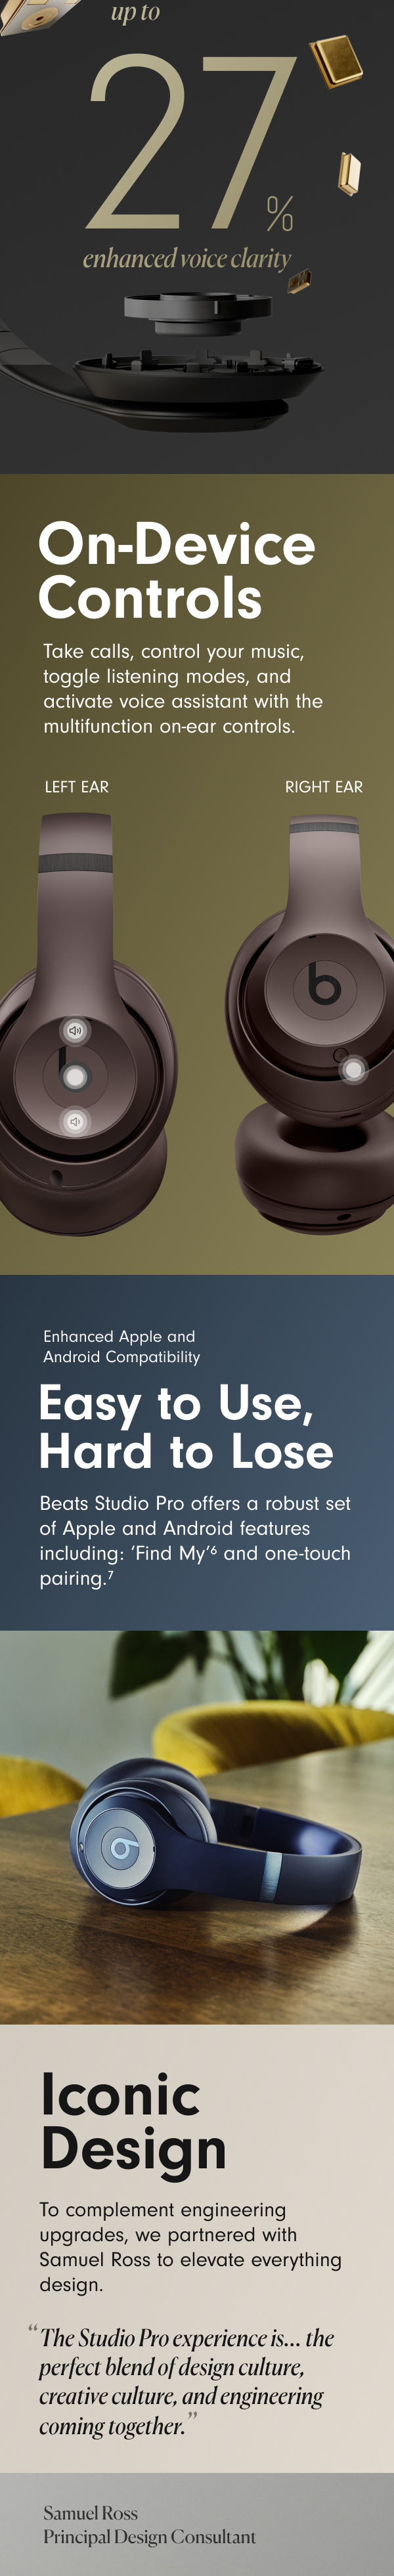 up to
27%
enhanced voice clarity
On-Device
Controls
Take calls, control your music,
toggle listening modes, and
activate voice assistant with the
multifunction on-ear controls.
LEFT EAR
RIGHT EAR
b
b
Enhanced Apple and
Android Compatibility
Easy to Use,
Hard to Lose
Beats Studio Pro offers a robust set
of Apple and Android features
including: ‘Find My’⁶ and one-touch
pairing.⁷
b
Iconic
Design
To complement engineering
upgrades, we partnered with
Samuel Ross to elevate everything
design.
“The Studio Pro experience is... the
perfect blend of design culture,
creative culture, and engineering
coming together.”
Samuel Ross
Principal Design Consultant